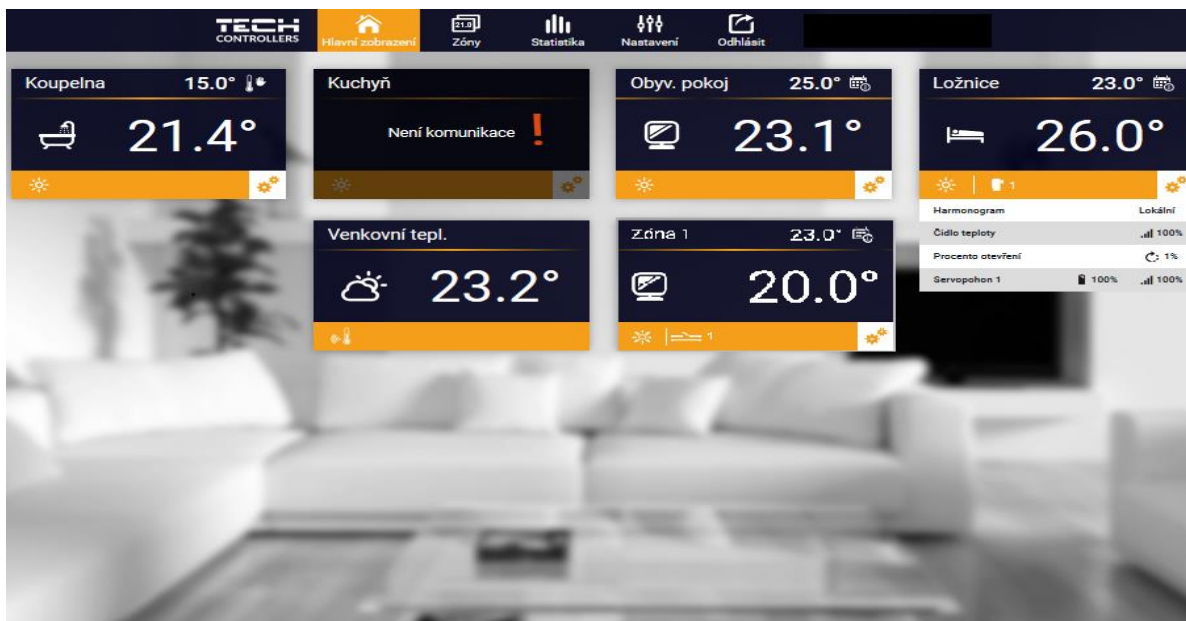 TECH
CONTROLLERS
Hlavní zobrazení
21.0
Zóny
Statistika
Nastavení
Odhlásit
Koupelna 15.0°
21.4°
Kuchyň
Není komunikace !
Obyv. pokoj 25.0°
23.1°
Ložnice 23.0°
26.0°
1
Harmonogram Lokální
Čidlo teploty 100%
Procento otevření 1%
Servopohon 1 100% 100%
Venkovní tepl.
23.2°
Zóna 1 23.0°
20.0°
1